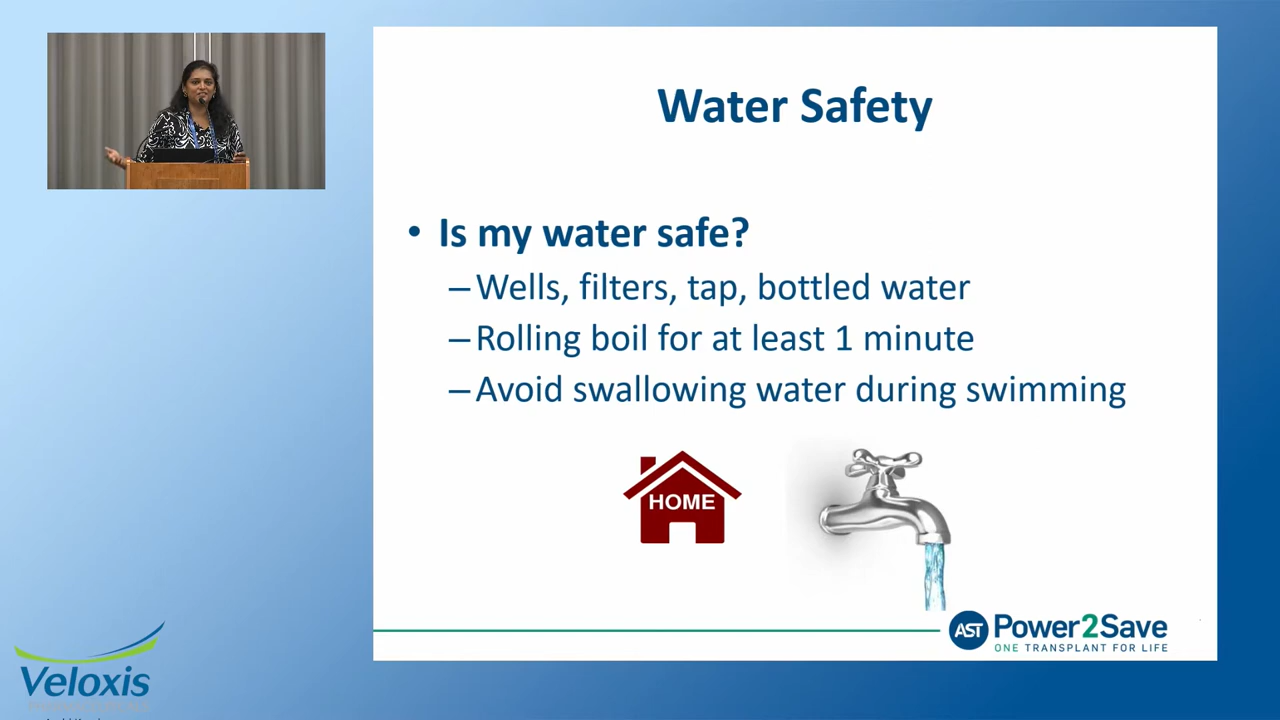 Water Safety
• Is my water safe?
–Wells, filters, tap, bottled water
–Rolling boil for at least 1 minute
–Avoid swallowing water during swimming
HOME
AST Power2Save
ONE TRANSPLANT FOR LIFE
Veloxis